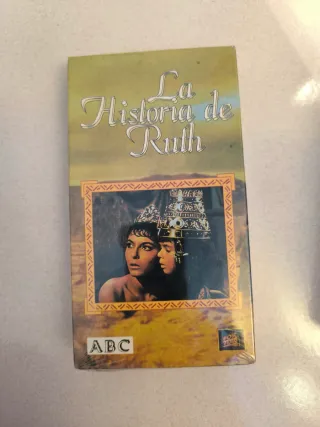 La
Historia de
Ruth
ABC